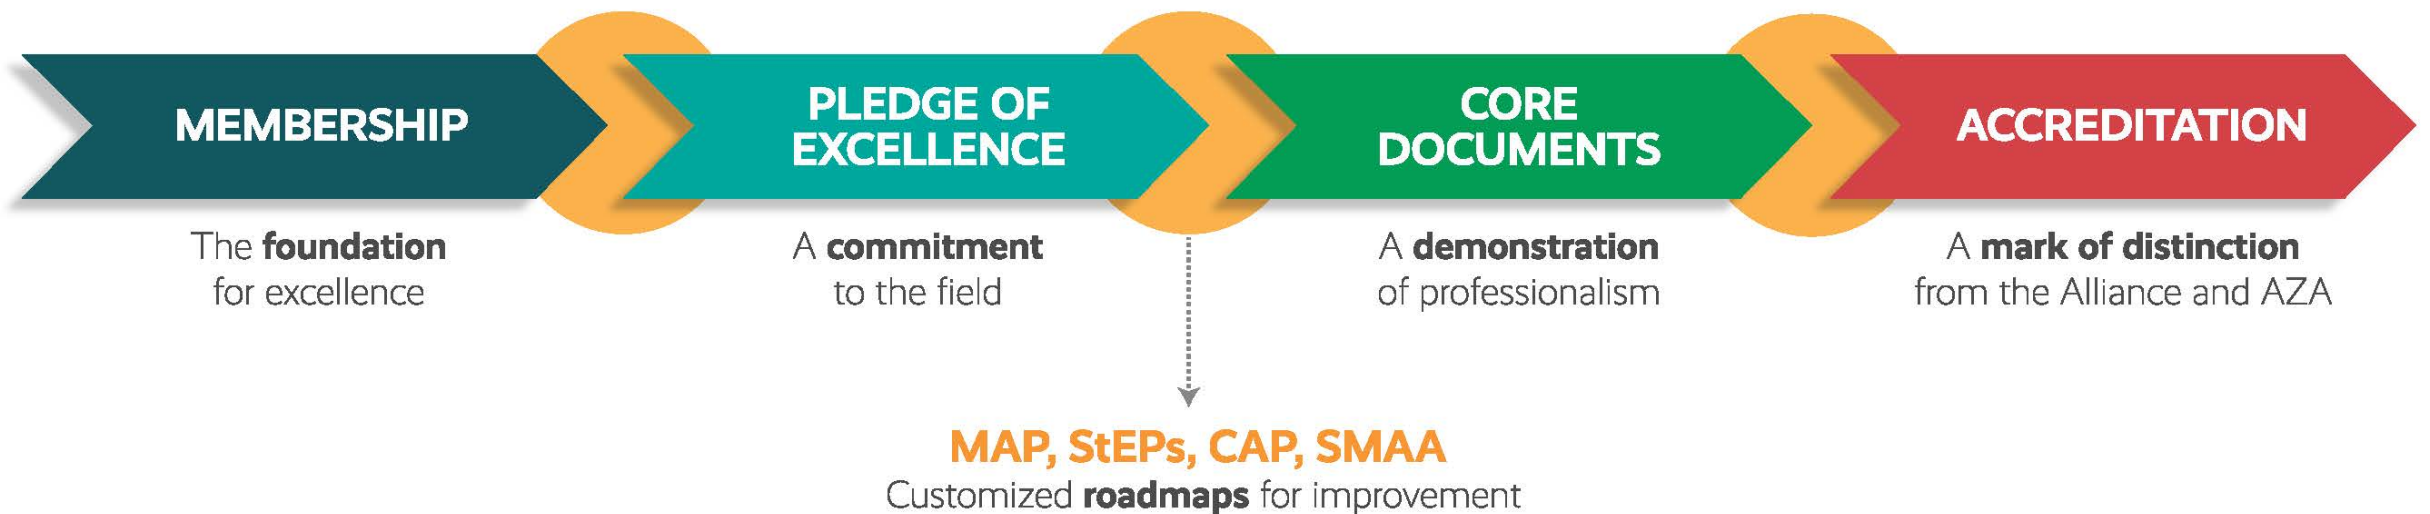 MEMBERSHIP
The foundation
for excellence
PLEDGE OF
EXCELLENCE
A commitment
to the field
CORE
DOCUMENTS
A demonstration
of professionalism
ACCREDITATION
A mark of distinction
from the Alliance and AZA
MAP, StEPs, CAP, SMAA
Customized roadmaps for improvement